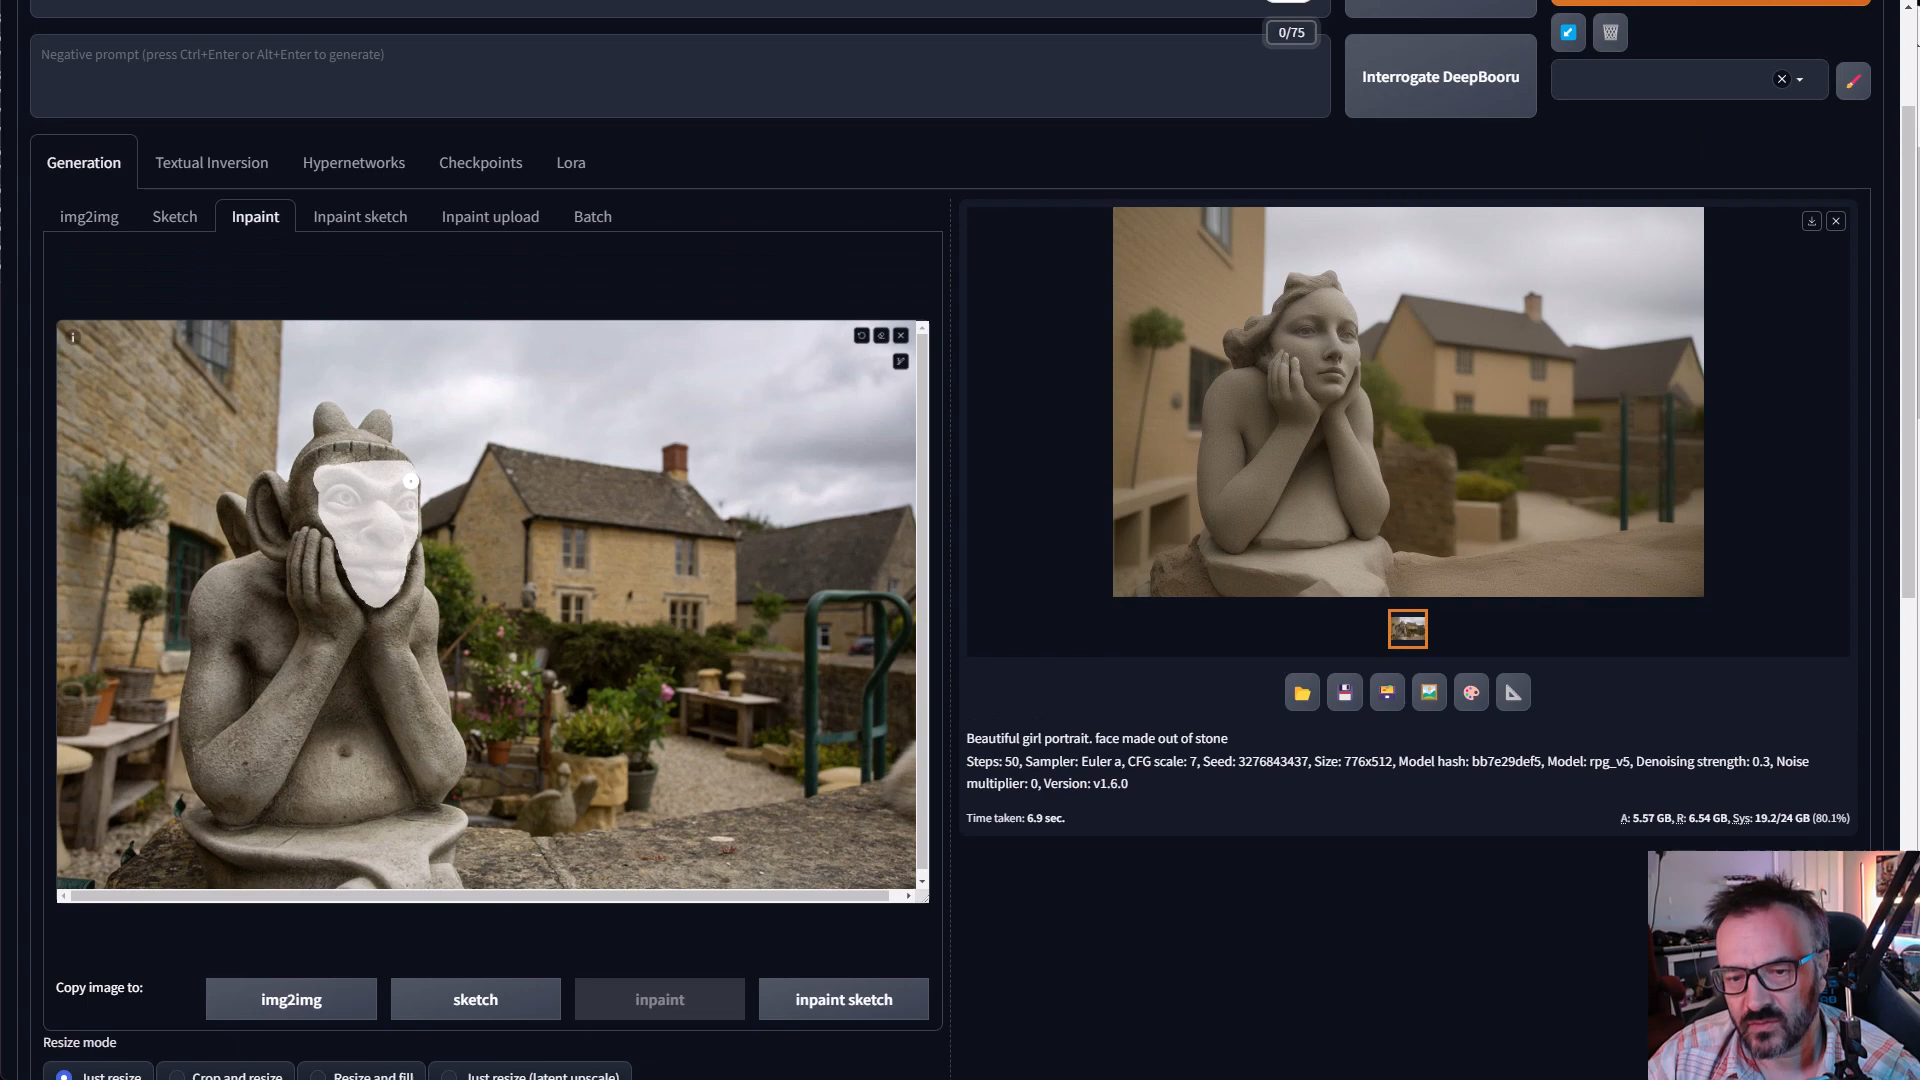 0/75
Negative prompt (press Ctrl+Enter or Alt+Enter to generate)
Interrogate DeepBooru
Generation
Textual Inversion
Hypernetworks
Checkpoints
Lora
img2img
Sketch
Inpaint
Inpaint sketch
Inpaint upload
Batch
Beautiful girl portrait. face made out of stone
Steps: 50, Sampler: Euler a, CFG scale: 7, Seed: 3276843437, Size: 776x512, Model hash: bb7e29def5, Model: rpg_v5, Denoising strength: 0.3, Noise
multiplier: 0, Version: v1.6.0
Time taken: 6.9 sec.
A: 5.57 GB, R: 6.54 GB, Sys: 19.2/24 GB (80.1%)
Copy image to:
img2img
sketch
inpaint
inpaint sketch
Resize mode
Just resize
Crop and resize
Resize and fill
Just resize (latent upscale)